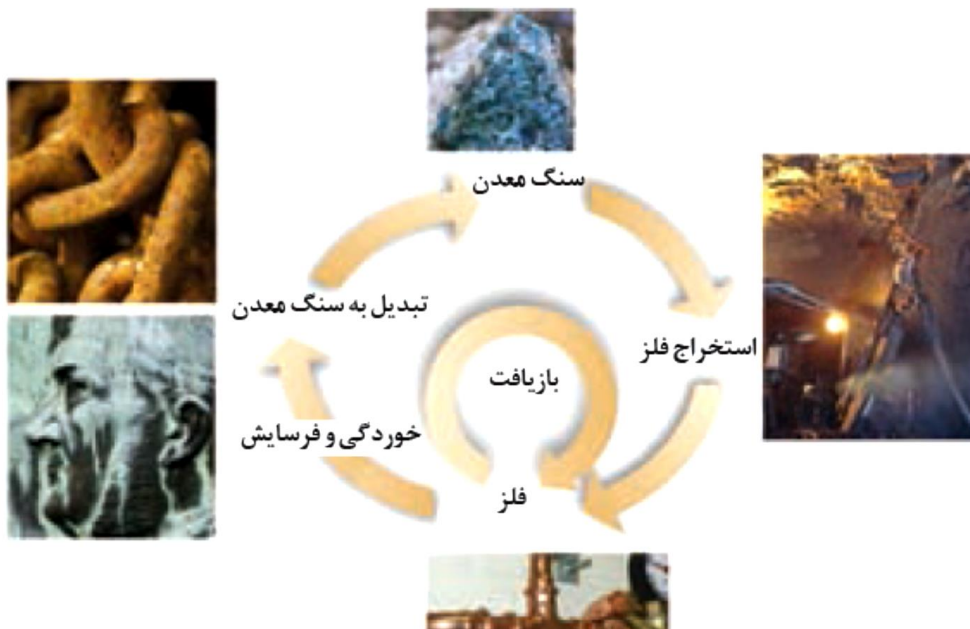 سنگ معدن
استخراج فلز
تبدیل به سنگ معدن
بازیافت
خوردگی و فرسایش
فلز